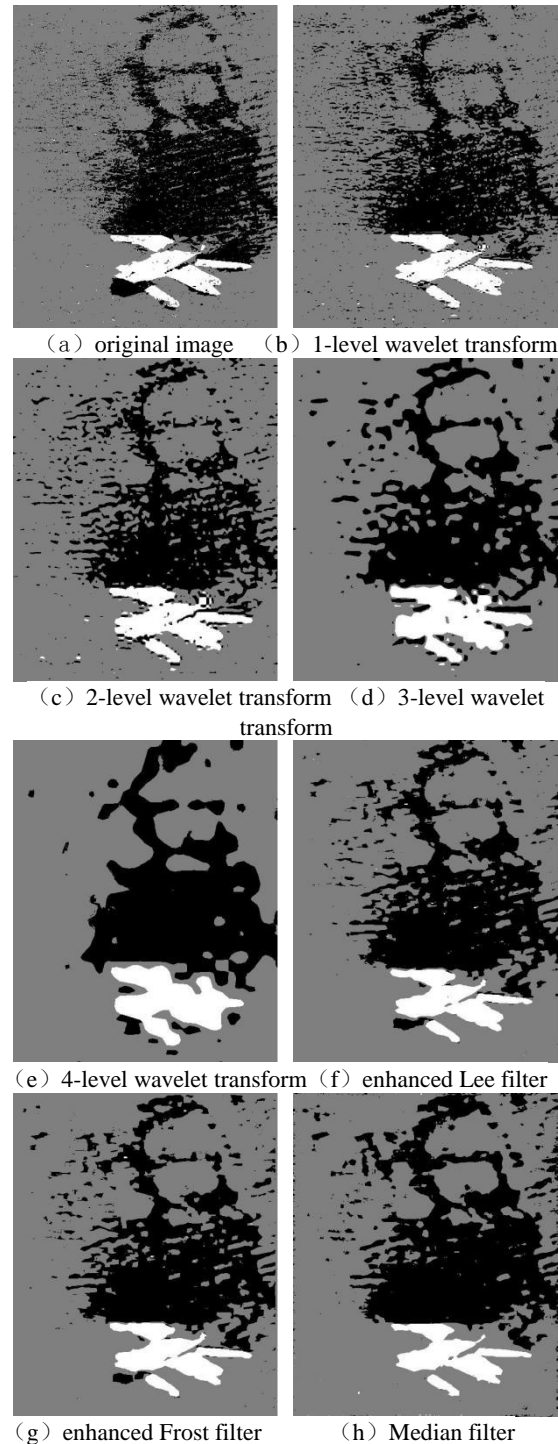 （a）original image （b）1-level wavelet transform
（c）2-level wavelet transform （d）3-level wavelet
transform
（e）4-level wavelet transform（f）enhanced Lee filter
（g）enhanced Frost filter （h）Median filter